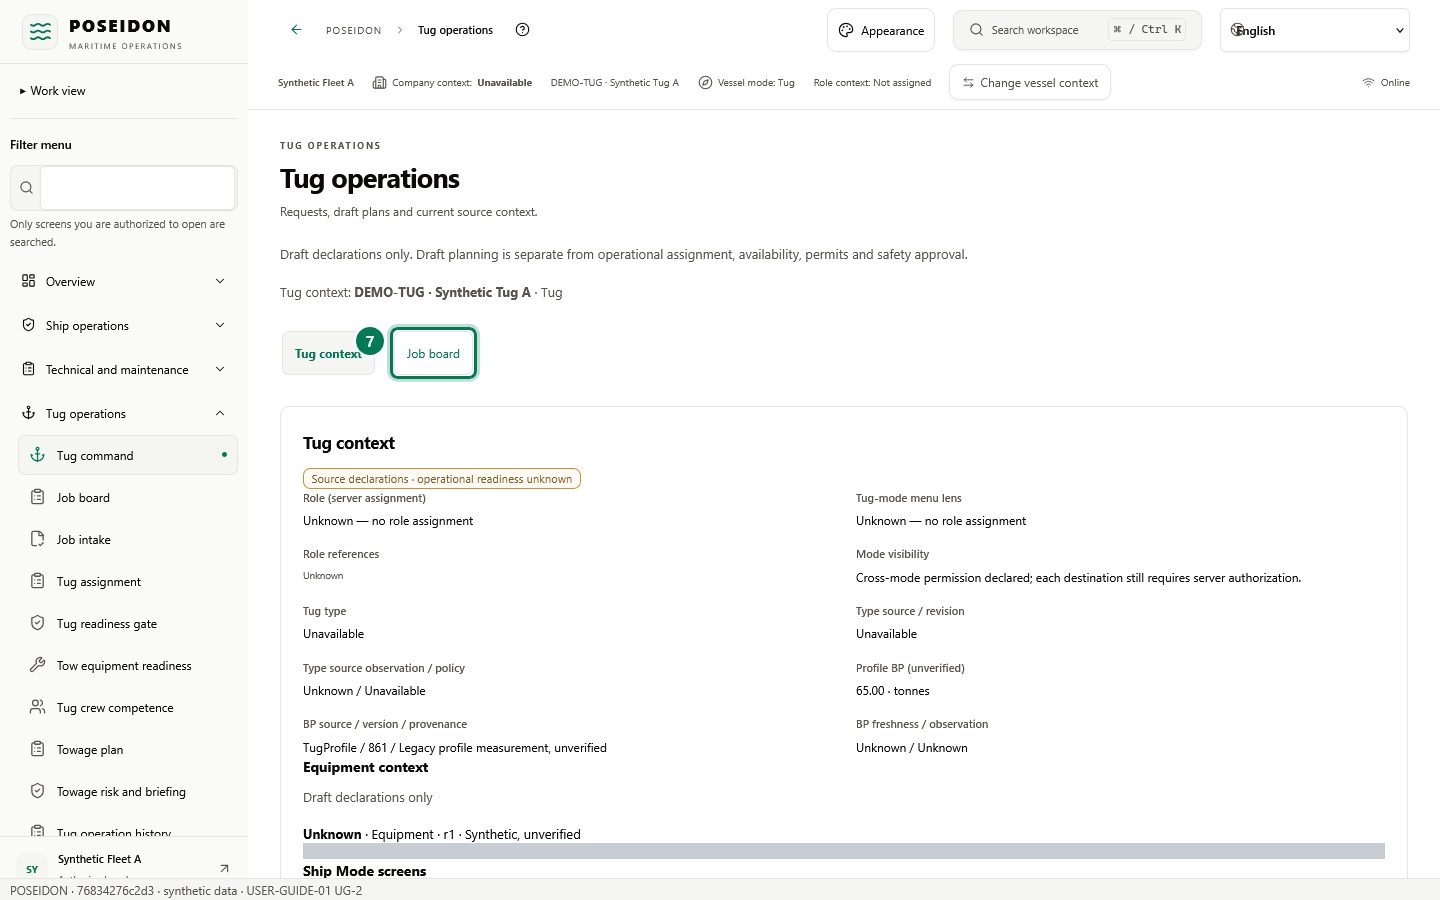 POSEIDON
MARITIME OPERATIONS
Work view
Filter menu
Only screens you are authorized to open are
searched.
Overview
Ship operations
Technical and maintenance
Tug operations
Tug command
Job board
Job intake
Tug assignment
Tug readiness gate
Tow equipment readiness
Tug crew competence
Towage plan
Towage risk and briefing
Tug operation history
SY
Synthetic Fleet A
POSEIDON
Tug operations
Appearance
Search workspace
⌘ / Ctrl K
English
Synthetic Fleet A
Company context: Unavailable
DEMO-TUG · Synthetic Tug A
Vessel mode: Tug
Role context: Not assigned
Change vessel context
Online
TUG OPERATIONS
Tug operations
Requests, draft plans and current source context.
Draft declarations only. Draft planning is separate from operational assignment, availability, permits and safety approval.
Tug context: DEMO-TUG · Synthetic Tug A · Tug
Tug context
7
Job board
Tug context
Source declarations · operational readiness unknown
Role (server assignment)
Unknown — no role assignment
Tug-mode menu lens
Unknown — no role assignment
Role references
Unknown
Mode visibility
Cross-mode permission declared; each destination still requires server authorization.
Tug type
Unavailable
Type source / revision
Unavailable
Type source observation / policy
Unknown / Unavailable
Profile BP (unverified)
65.00 · tonnes
BP source / version / provenance
TugProfile / 861 / Legacy profile measurement, unverified
BP freshness / observation
Unknown / Unknown
Equipment context
Draft declarations only
Unknown · Equipment · r1 · Synthetic, unverified
Ship Mode screens
POSEIDON · 76834276c2d3 · synthetic data · USER-GUIDE-01 UG-2